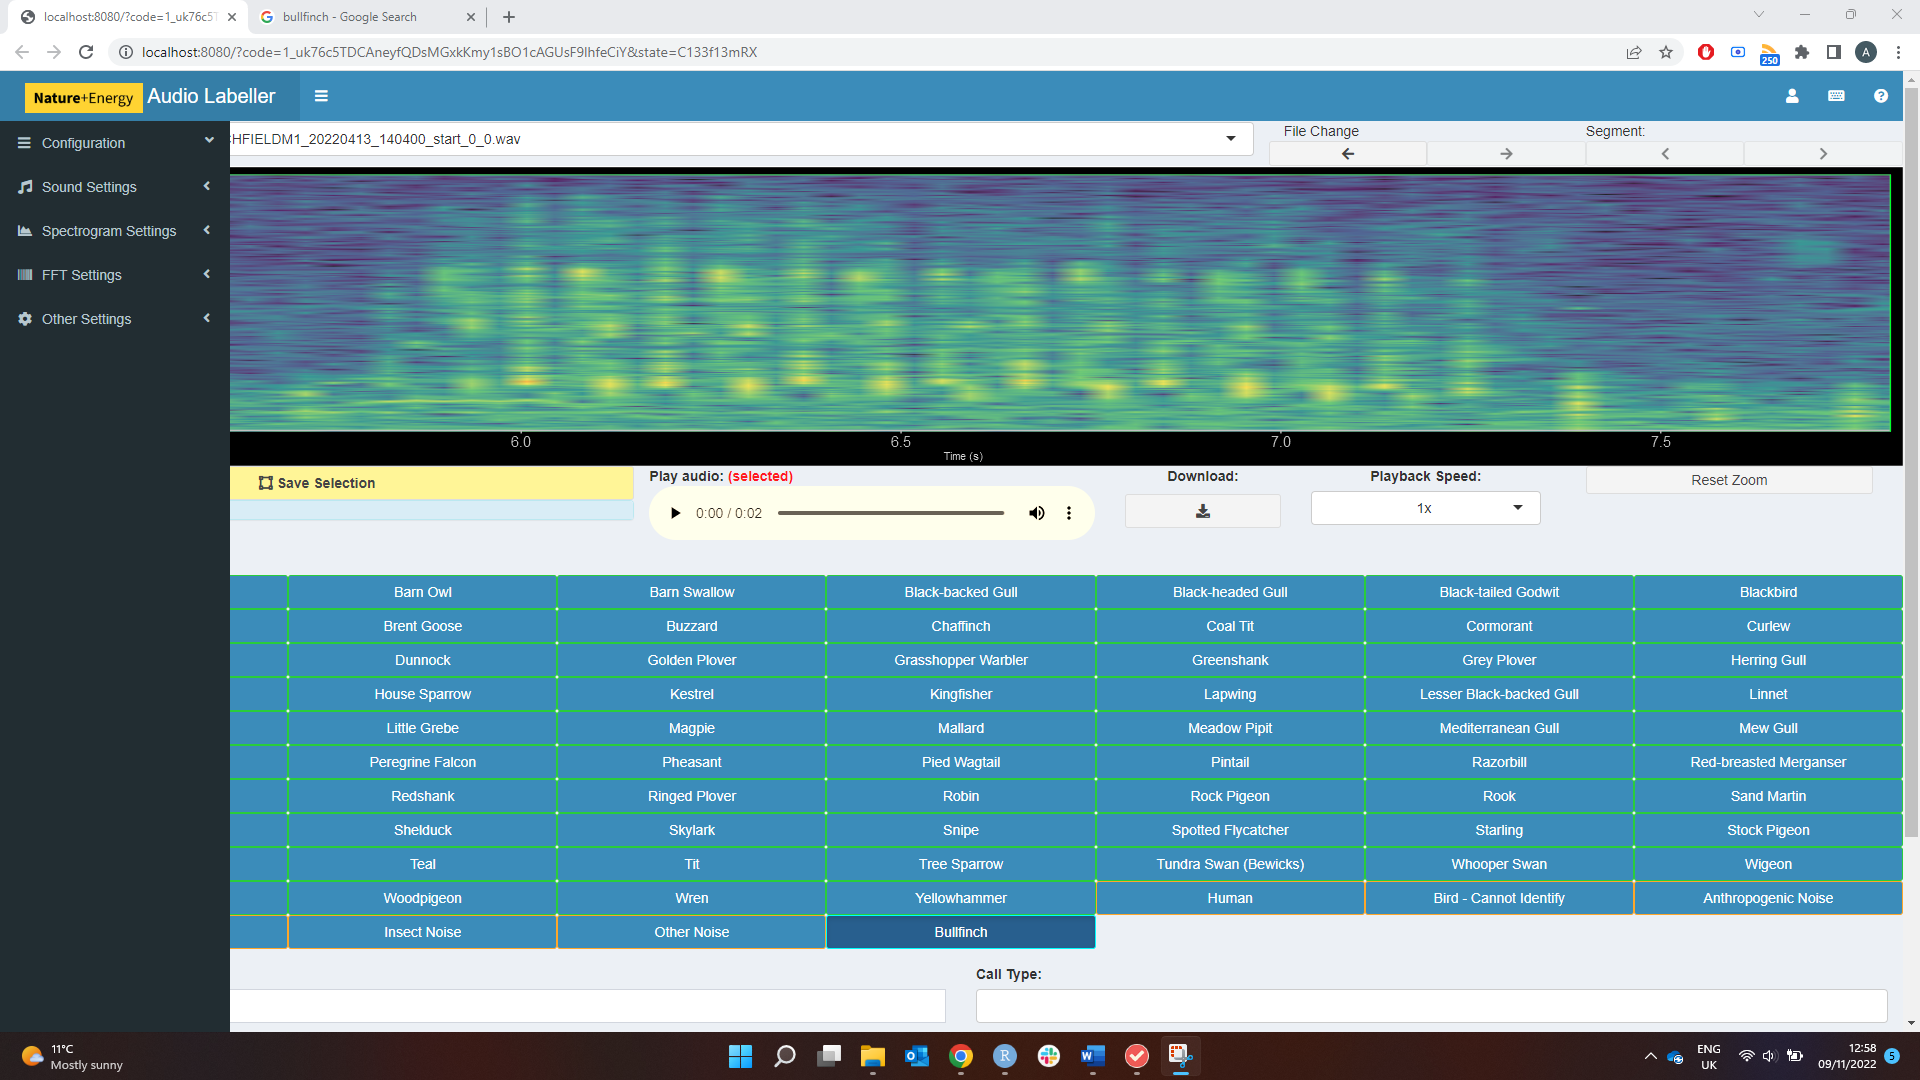 localhost:8080/?code=1_uk76c5T
bullfinch - Google Search
localhost:8080/?code=1_uk76c5TDCAneyfQDsMGxkKmy1sBO1cAGUsF9IhfeCiY&state=C133f13mRX
250
A
Nature+Energy Audio Labeller
Configuration
Sound Settings
Spectrogram Settings
FFT Settings
Other Settings
HFIELDM1_20220413_140400_start_0_0.wav
File Change
Segment:
6.0 6.5 7.0 7.5
Time (s)
Save Selection
Play audio: (selected)
0:00 / 0:02
Download:
Playback Speed:
1x
Reset Zoom
Barn Owl Barn Swallow Black-backed Gull Black-headed Gull Black-tailed Godwit Blackbird
Brent Goose Buzzard Chaffinch Coal Tit Cormorant Curlew
Dunnock Golden Plover Grasshopper Warbler Greenshank Grey Plover Herring Gull
House Sparrow Kestrel Kingfisher Lapwing Lesser Black-backed Gull Linnet
Little Grebe Magpie Mallard Meadow Pipit Mediterranean Gull Mew Gull
Peregrine Falcon Pheasant Pied Wagtail Pintail Razorbill Red-breasted Merganser
Redshank Ringed Plover Robin Rock Pigeon Rook Sand Martin
Shelduck Skylark Snipe Spotted Flycatcher Starling Stock Pigeon
Teal Tit Tree Sparrow Tundra Swan (Bewicks) Whooper Swan Wigeon
Woodpigeon Wren Yellowhammer Human Bird - Cannot Identify Anthropogenic Noise
Insect Noise Other Noise Bullfinch
Call Type:
11°C
Mostly sunny
R
ENG
UK
12:58
09/11/2022
5